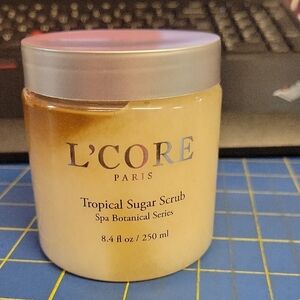 L'CORE
PARIS
Tropical Sugar Scrub
Spa Botanical Series
8.4 fl oz / 250 ml